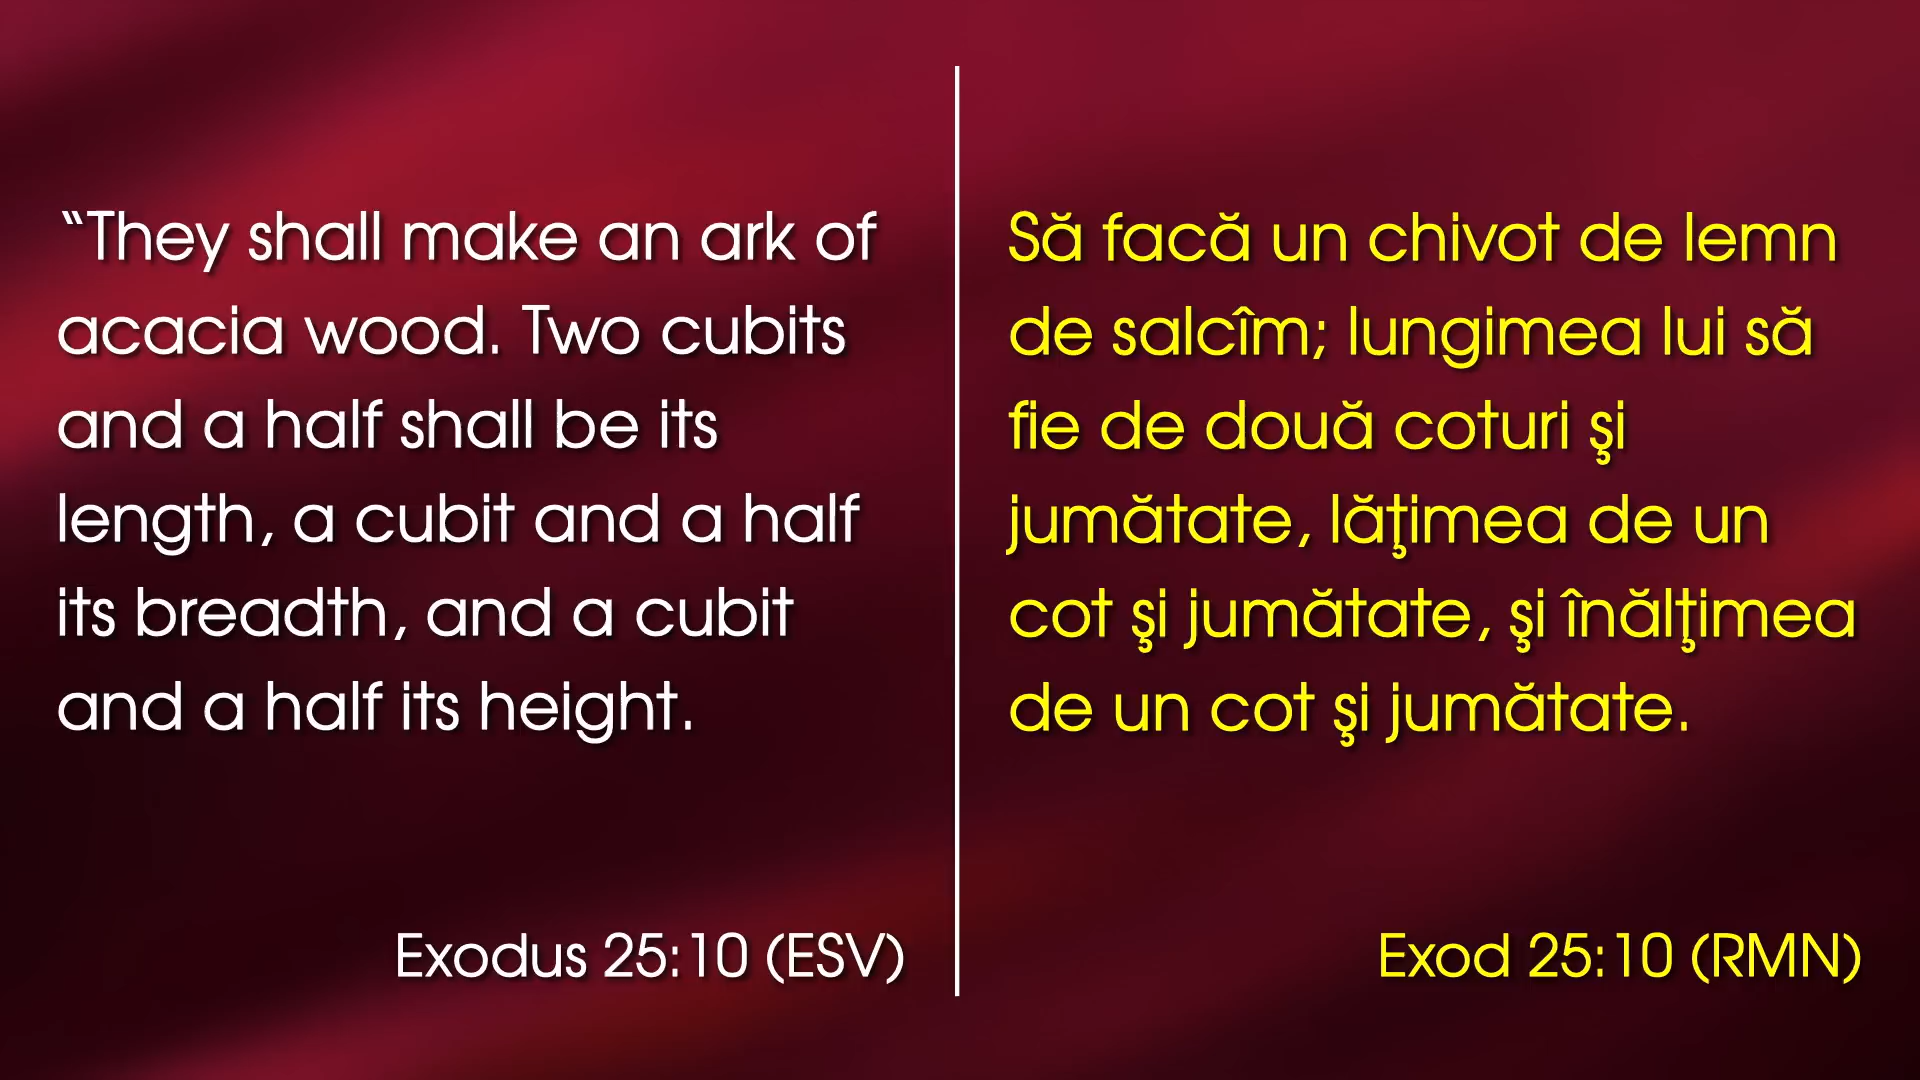 “They shall make an ark of
acacia wood. Two cubits
and a half shall be its
length, a cubit and a half
its breadth, and a cubit
and a half its height.
Exodus 25:10 (ESV)
Să facă un chivot de lemn
de salcîm; lungimea lui să
fie de două coturi şi
jumătate, lăţimea de un
cot şi jumătate, şi înălţimea
de un cot şi jumătate.
Exod 25:10 (RMN)